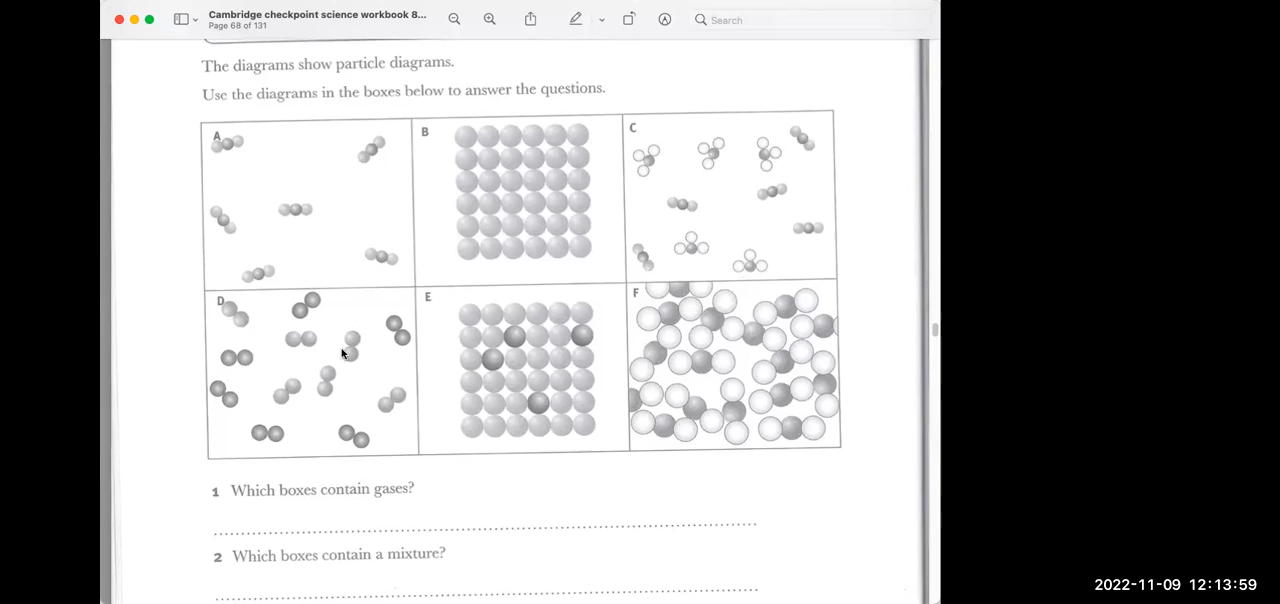 Cambridge checkpoint science workbook 8...
Page 68 of 131
Search
The diagrams show particle diagrams.
Use the diagrams in the boxes below to answer the questions.
A
B
C
D
E
F
1 Which boxes contain gases?
2 Which boxes contain a mixture?
2022-11-09 12:13:59